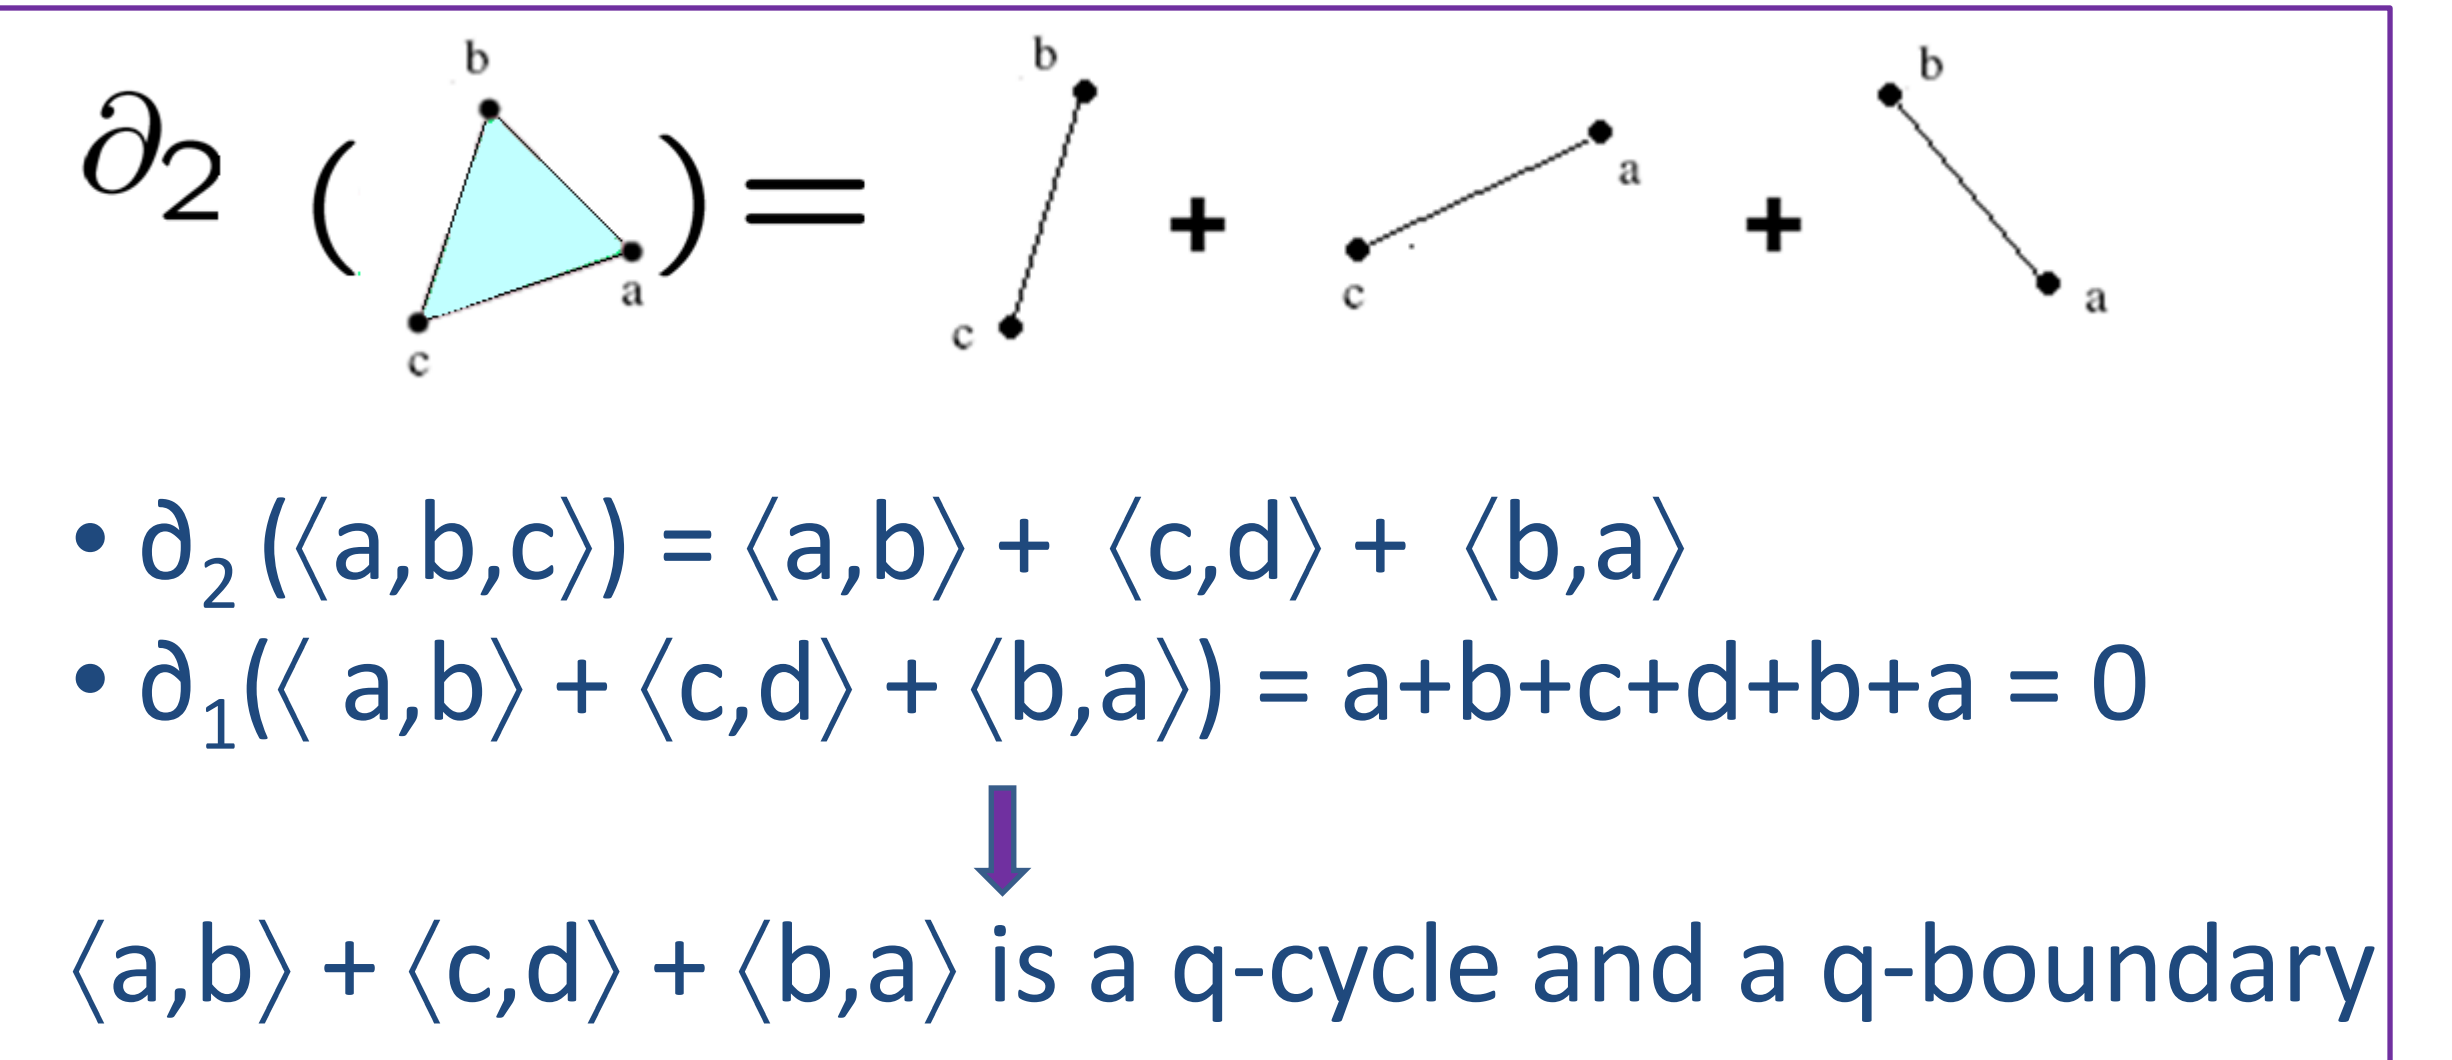 ∂2 ( b a c ) = b c + c a + b a
• ∂2 (⟨a,b,c⟩) = ⟨a,b⟩ + ⟨c,d⟩ + ⟨b,a⟩
• ∂1(⟨ a,b⟩ + ⟨c,d⟩ + ⟨b,a⟩) = a+b+c+d+b+a = 0
⟨a,b⟩ + ⟨c,d⟩ + ⟨b,a⟩ is a q-cycle and a q-boundary